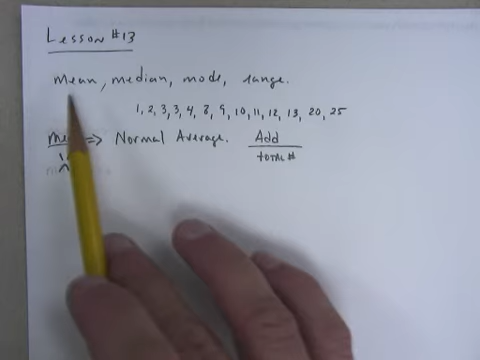 Lesson #13
Mean, median, mode, range.
1, 2, 3, 3, 4, 8, 9, 10, 11, 12, 13, 20, 25
me => Normal Average. Add
total #